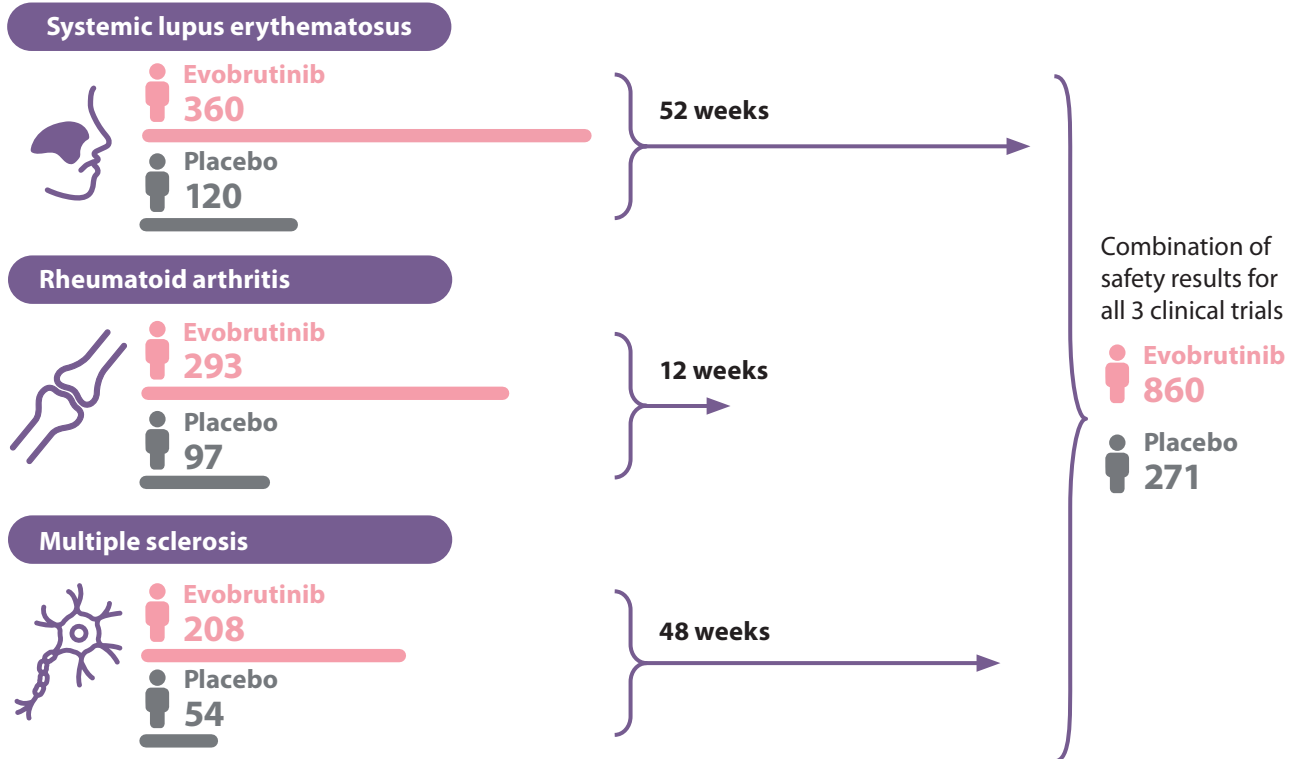 Systemic lupus erythematosus
Evobrutinib
360
Placebo
120
52 weeks
Rheumatoid arthritis
Evobrutinib
293
Placebo
97
12 weeks
Multiple sclerosis
Evobrutinib
208
Placebo
54
48 weeks
Combination of
safety results for
all 3 clinical trials
Evobrutinib
860
Placebo
271